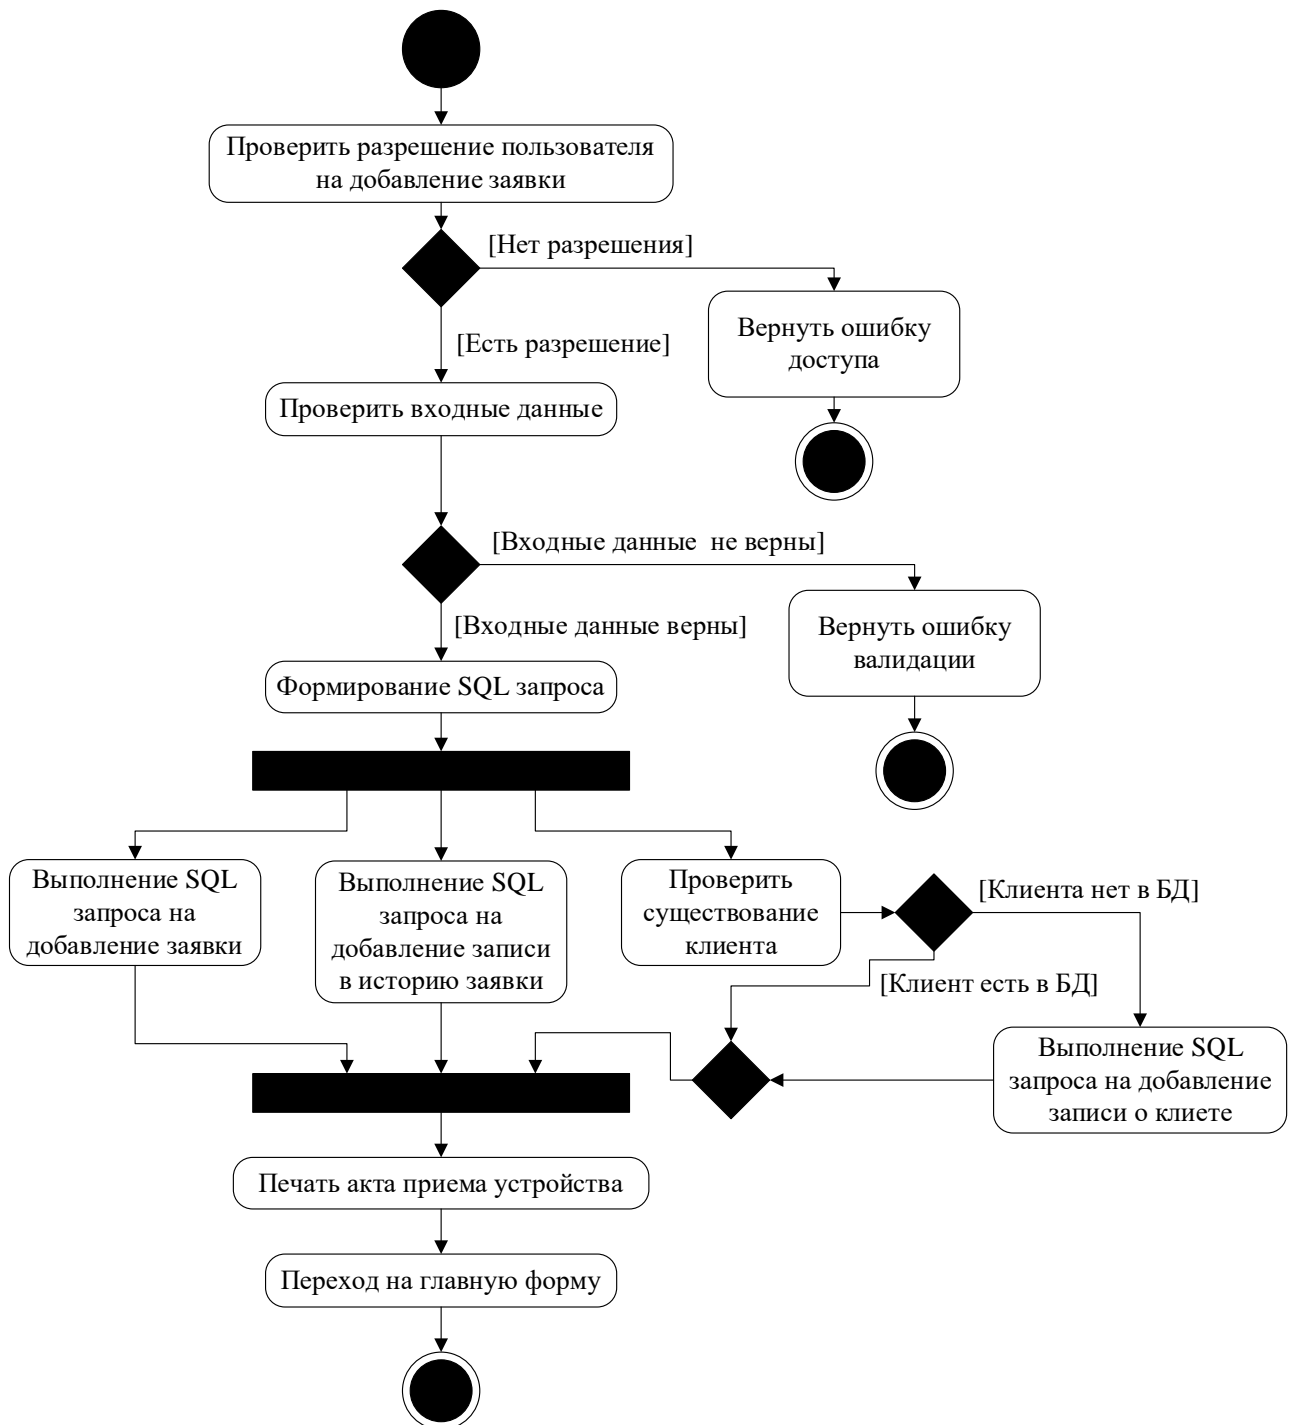 Проверить разрешение пользователя
на добавление заявки
[Нет разрешения]
Вернуть ошибку
доступа
[Есть разрешение]
Проверить входные данные
[Входные данные  не верны]
Вернуть ошибку
валидации
[Входные данные верны]
Формирование SQL запроса
Выполнение SQL
запроса на
добавление заявки
Выполнение SQL
запроса на
добавление записи
в историю заявки
Проверить
существование
клиента
[Клиента нет в БД]
[Клиент есть в БД]
Выполнение SQL
запроса на добавление
записи о клиете
Печать акта приема устройства
Переход на главную форму